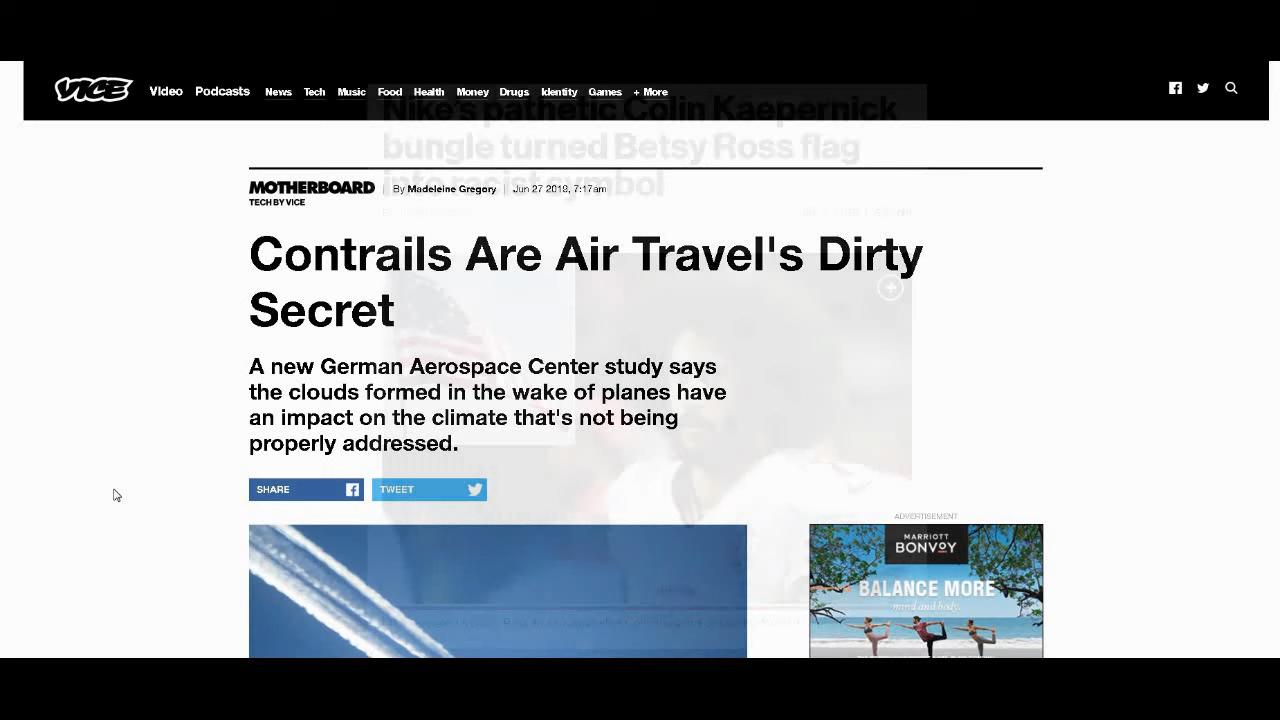 VICE Video Podcasts News Tech Music Food Health Money Drugs Identity Games + More
Nike's pathetic Colin Kaepernick
bungle turned Betsy Ross flag
into racist symbol
MOTHERBOARD | By Madeleine Gregory | Jun 27 2019, 7:17am
TECH BY VICE
Contrails Are Air Travel's Dirty
Secret
A new German Aerospace Center study says
the clouds formed in the wake of planes have
an impact on the climate that's not being
properly addressed.
SHARE TWEET
ADVERTISEMENT
MARRIOTT
BONVOY
BALANCE MORE
mind and body.